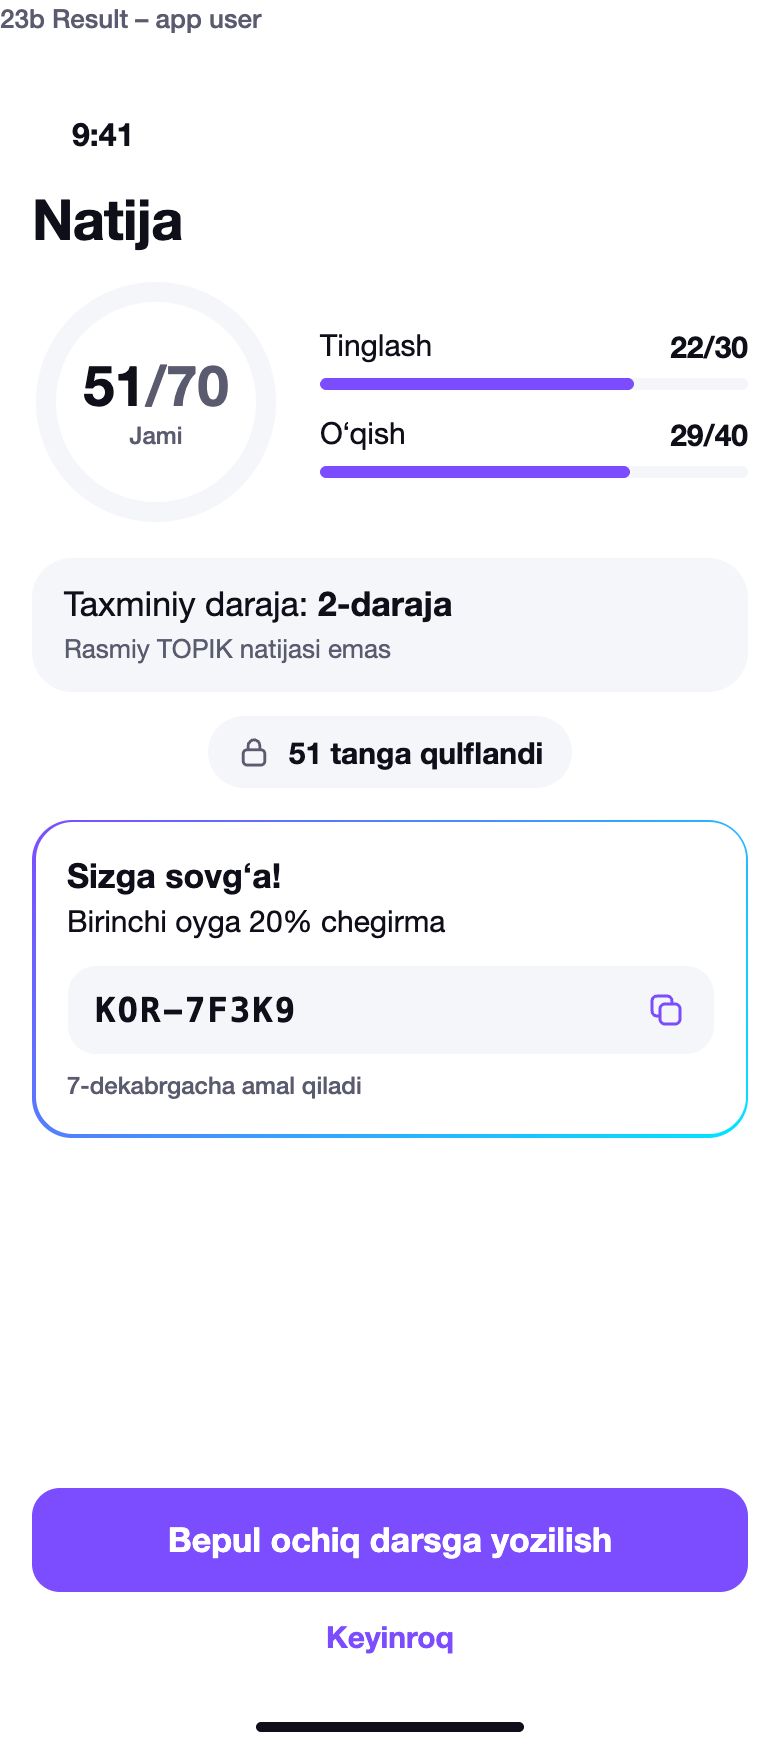 23b Result – app user
9:41
Natija
51/70
Jami
Tinglash 22/30
O‘qish 29/40
Taxminiy daraja: 2-daraja
Rasmiy TOPIK natijasi emas
51 tanga qulflandi
Sizga sovg‘a!
Birinchi oyga 20% chegirma
KOR–7F3K9
7-dekabrgacha amal qiladi
Bepul ochiq darsga yozilish
Keyinroq